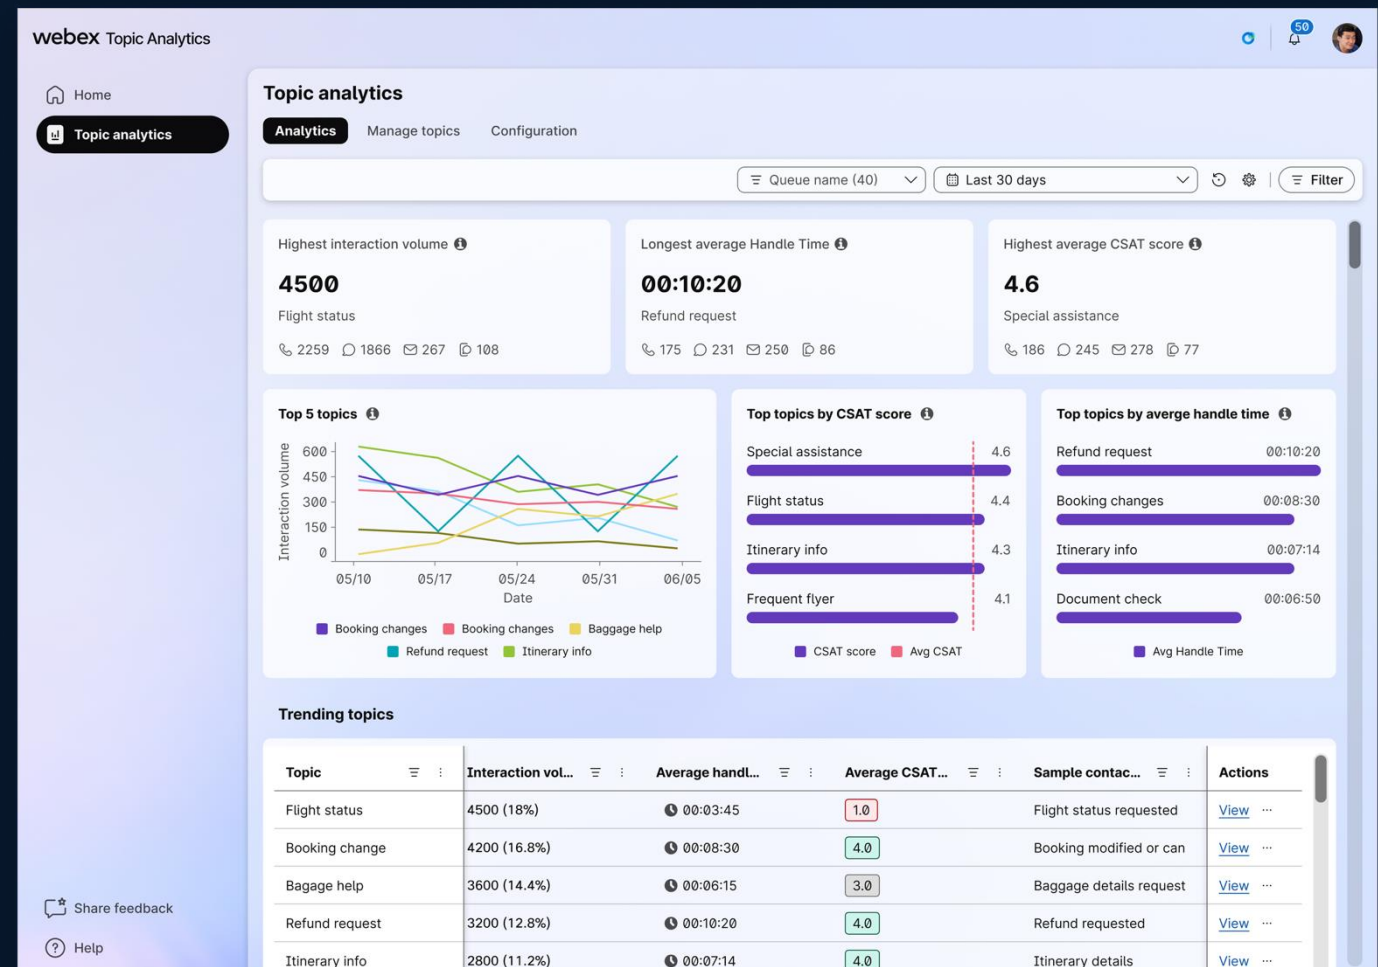 webex Topic Analytics
50
Home
Topic analytics
Share feedback
Help
Topic analytics
Analytics Manage topics Configuration
Queue name (40) Last 30 days Filter
Highest interaction volume
4500
Flight status
2259 1866 267 108
Longest average Handle Time
00:10:20
Refund request
175 231 250 86
Highest average CSAT score
4.6
Special assistance
186 245 278 77
Top 5 topics
Interaction volume
600
450
300
150
0
05/10 05/17 05/24 05/31 06/05
Date
Booking changes Booking changes Baggage help
Refund request Itinerary info
Top topics by CSAT score
Special assistance 4.6
Flight status 4.4
Itinerary info 4.3
Frequent flyer 4.1
CSAT score Avg CSAT
Top topics by averge handle time
Refund request 00:10:20
Booking changes 00:08:30
Itinerary info 00:07:14
Document check 00:06:50
Avg Handle Time
Trending topics
Topic Interaction vol... Average handl... Average CSAT... Sample contac... Actions
Flight status 4500 (18%) 00:03:45 1.0 Flight status requested View ...
Booking change 4200 (16.8%) 00:08:30 4.0 Booking modified or can View ...
Bagage help 3600 (14.4%) 00:06:15 3.0 Baggage details request View ...
Refund request 3200 (12.8%) 00:10:20 4.0 Refund requested View ...
Itinerary info 2800 (11.2%) 00:07:14 4.0 Itinerary details View ...